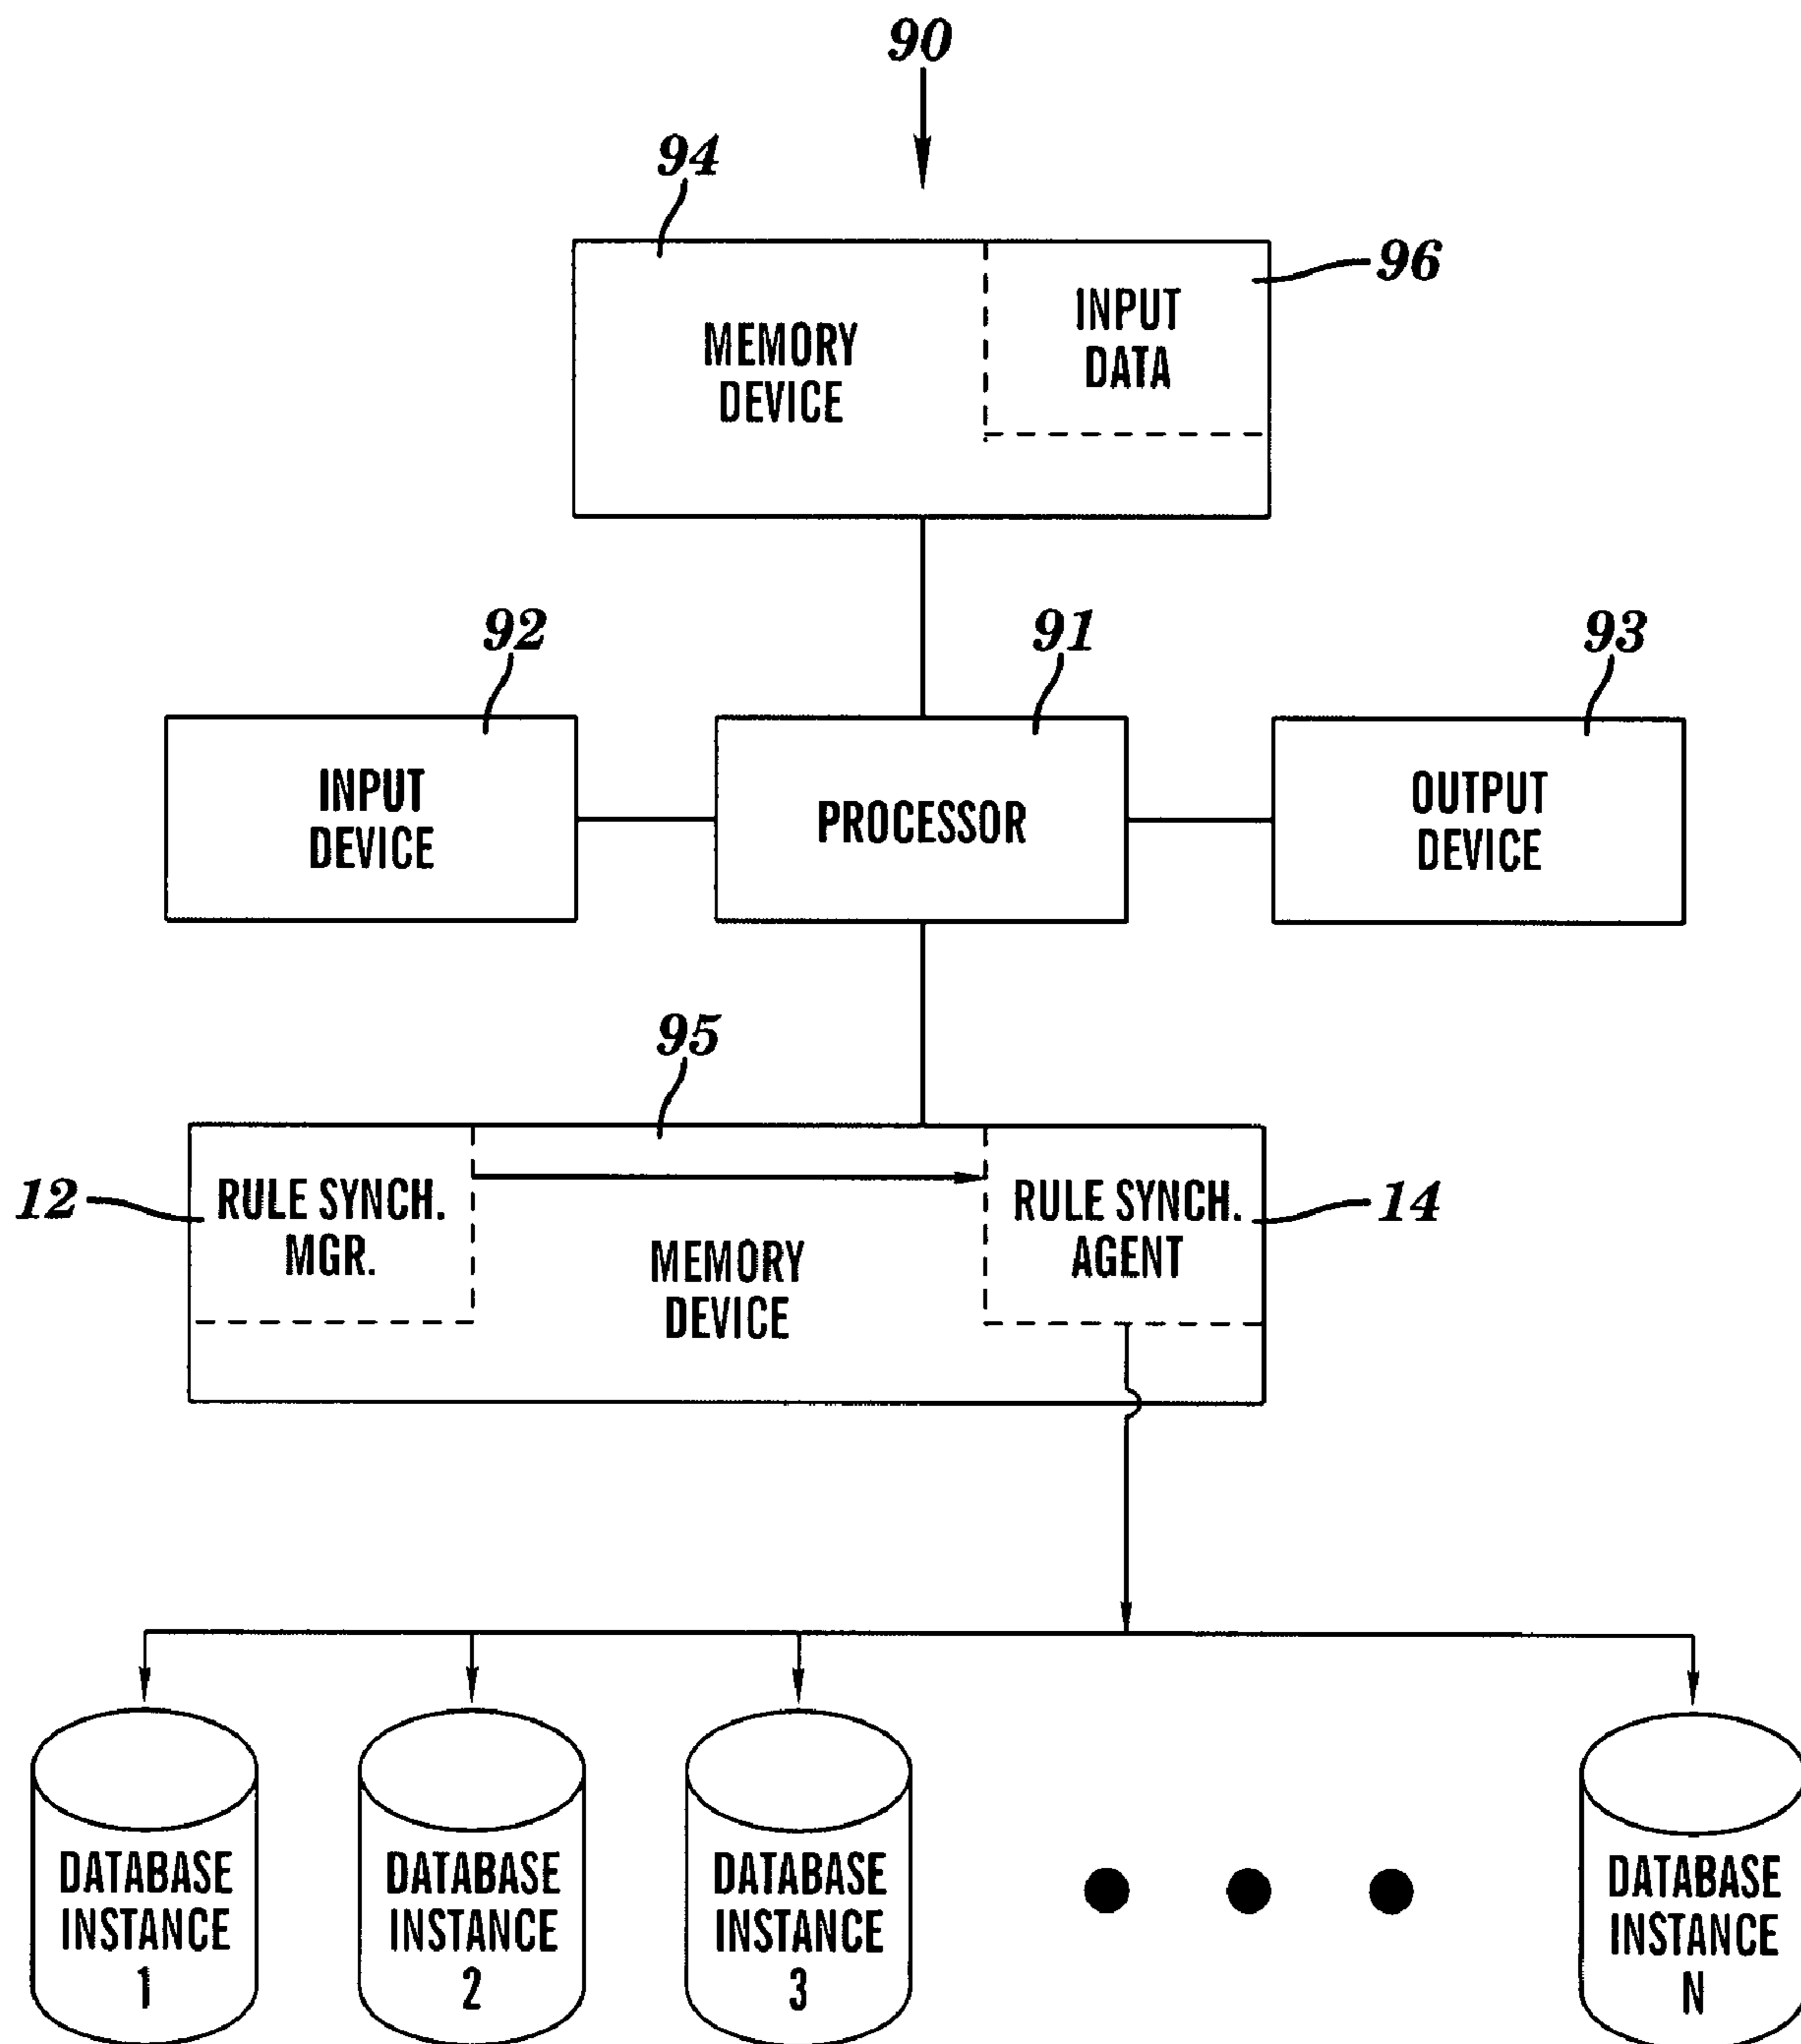 90
94
96
MEMORY
DEVICE
INPUT
DATA
92
91
93
INPUT
DEVICE
PROCESSOR
OUTPUT
DEVICE
95
12
RULE SYNCH.
MGR.
MEMORY
DEVICE
RULE SYNCH.
AGENT
14
DATABASE
INSTANCE
1
DATABASE
INSTANCE
2
DATABASE
INSTANCE
3
DATABASE
INSTANCE
N